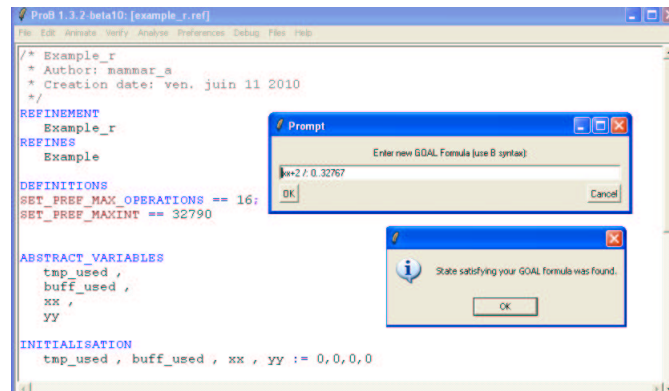 ProB 1.3.2-beta10: [example_r.ref]
File Edit Animate Verify Analyse Preferences Debug Files Help
/* Example_r
* Author: mammar_a
* Creation date: ven. juin 11 2010
*/
REFINEMENT
Example_r
REFINES
Example
DEFINITIONS
SET_PREF_MAX_OPERATIONS == 16;
SET_PREF_MAXINT == 32790
ABSTRACT_VARIABLES
tmp_used ,
buff_used ,
xx ,
yy
INITIALISATION
tmp_used , buff_used , xx , yy := 0,0,0,0
Prompt
Enter new GOAL Formula (use B syntax):
xx+2 /: 0..32767
OK
Cancel
State satisfying your GOAL formula was found.
OK